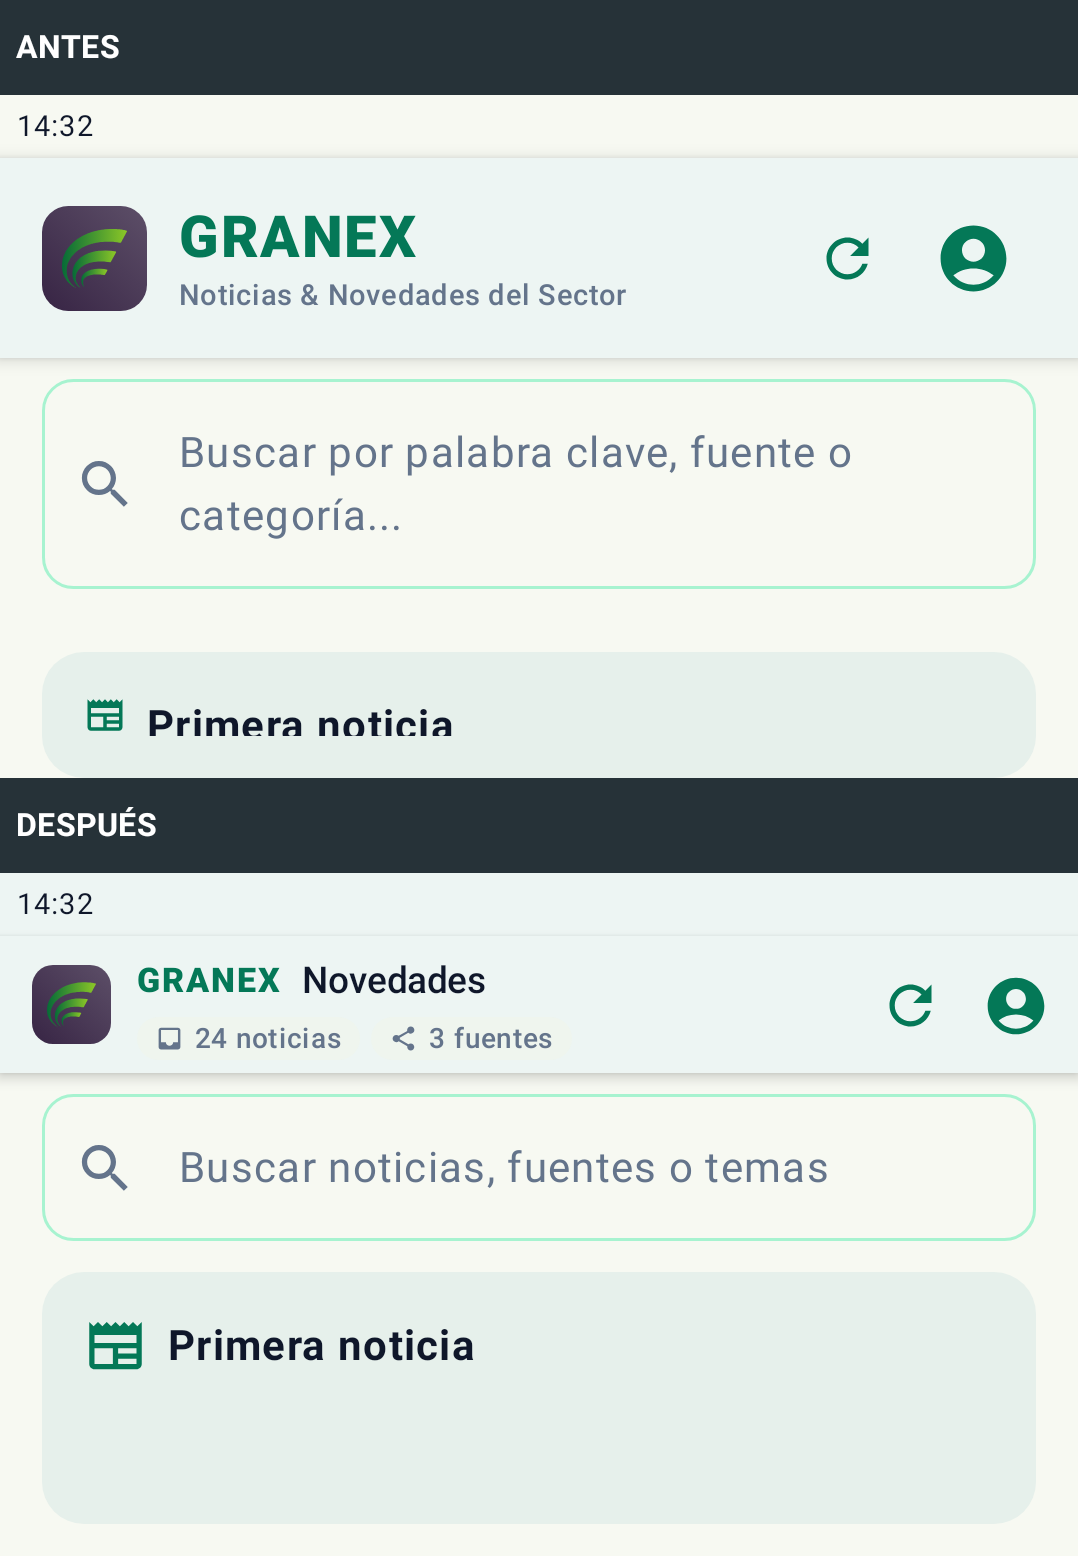 ANTES
14:32
GRANEX
Noticias & Novedades del Sector
Buscar por palabra clave, fuente o
categoría...
Primera noticia
DESPUÉS
14:32
GRANEX Novedades
24 noticias 3 fuentes
Buscar noticias, fuentes o temas
Primera noticia